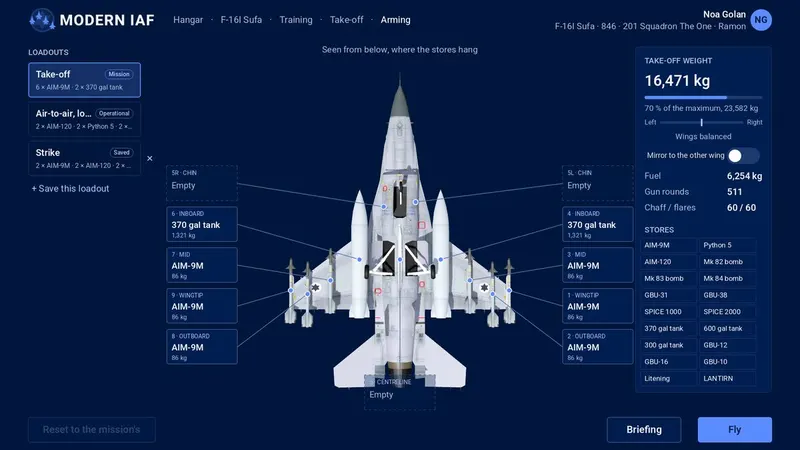 MODERN IAF
Hangar · F-16I Sufa · Training · Take-off · Arming
Noa Golan
F-16I Sufa · 846 · 201 Squadron The One · Ramon
NG
LOADOUTS
Take-off
Mission
6 × AIM-9M · 2 × 370 gal tank
Air-to-air, lo...
Operational
2 × AIM-120 · 2 × Python 5 · 2 ×...
Strike
Saved
2 × AIM-9M · 2 × AIM-120 · 2 × ...
×
+ Save this loadout
Seen from below, where the stores hang
5R · CHIN
Empty
6 · INBOARD
370 gal tank
1,321 kg
7 · MID
AIM-9M
86 kg
9 · WINGTIP
AIM-9M
86 kg
8 · OUTBOARD
AIM-9M
86 kg
5L · CHIN
Empty
4 · INBOARD
370 gal tank
1,321 kg
3 · MID
AIM-9M
86 kg
1 · WINGTIP
AIM-9M
86 kg
2 · OUTBOARD
AIM-9M
86 kg
CENTRELINE
Empty
TAKE-OFF WEIGHT
16,471 kg
70 % of the maximum, 23,582 kg
Left
Right
Wings balanced
Mirror to the other wing
Fuel 6,254 kg
Gun rounds 511
Chaff / flares 60 / 60
STORES
AIM-9M Python 5
AIM-120 Mk 82 bomb
Mk 83 bomb Mk 84 bomb
GBU-31 GBU-38
SPICE 1000 SPICE 2000
370 gal tank 600 gal tank
300 gal tank GBU-12
GBU-16 GBU-10
Litening LANTIRN
Reset to the mission's
Briefing
Fly